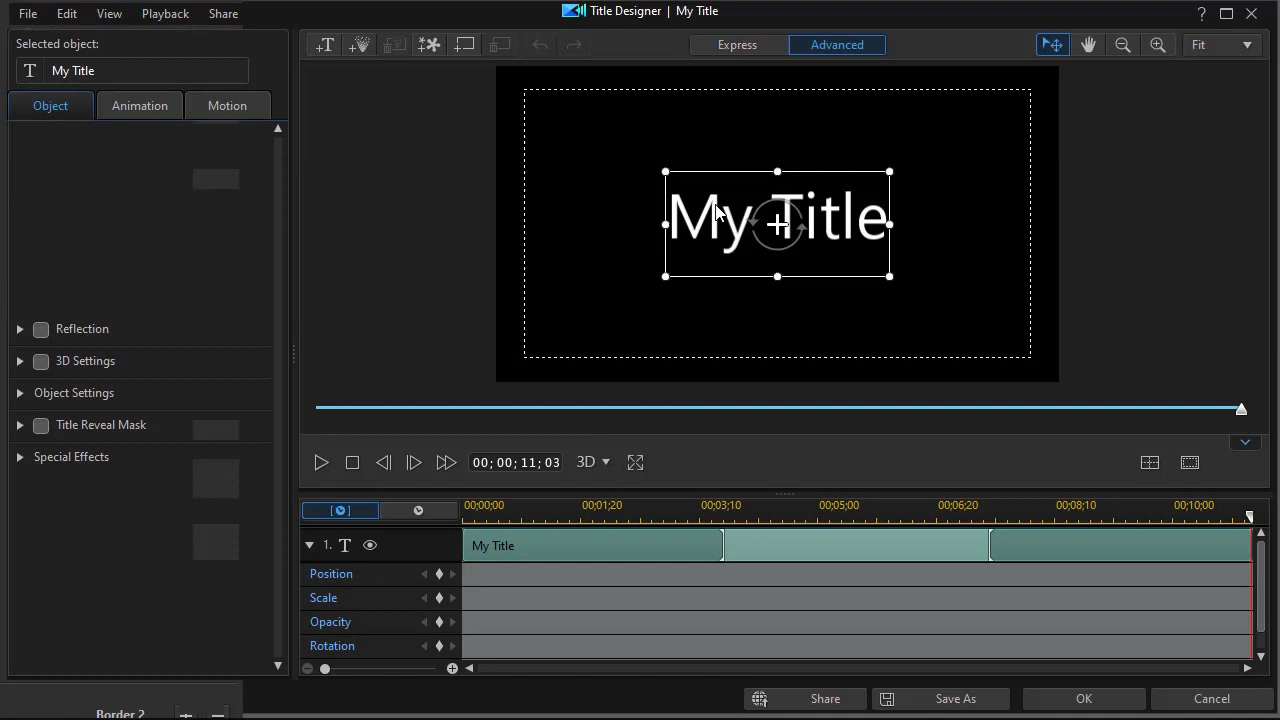 Title Designer | My Title
File Edit View Playback Share
?
Selected object:
T My Title
Object Animation Motion
+T
Express Advanced
Fit
My Title
Reflection
3D Settings
Object Settings
Title Reveal Mask
Special Effects
00; 00; 11; 03
3D
00;00;00 00;01;20 00;03;10 00;05;00 00;06;20 00;08;10 00;10;00
1. T My Title
Position
Scale
Opacity
Rotation
Share Save As OK Cancel
Border 2